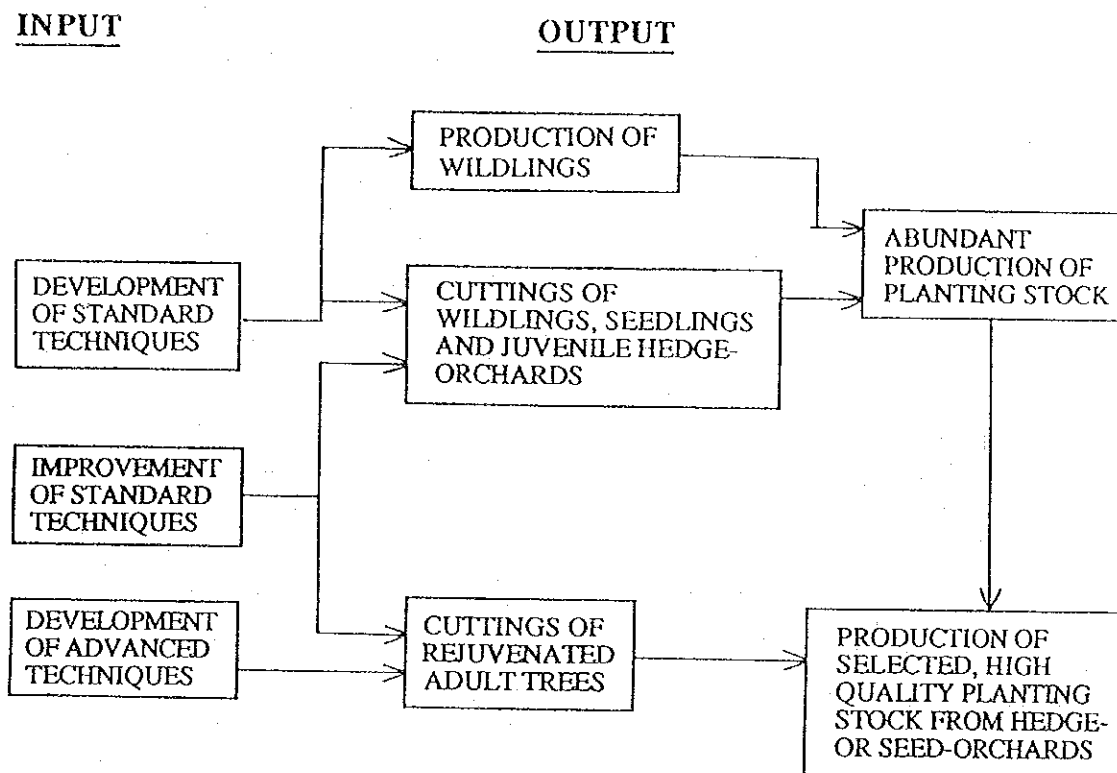 INPUT
OUTPUT
PRODUCTION OF
WILDLINGS
ABUNDANT
PRODUCTION OF
PLANTING STOCK
DEVELOPMENT
OF STANDARD
TECHNIQUES
CUTTINGS OF
WILDLINGS, SEEDLINGS
AND JUVENILE HEDGE-
ORCHARDS
IMPROVEMENT
OF STANDARD
TECHNIQUES
DEVELOPMENT
OF ADVANCED
TECHNIQUES
CUTTINGS OF
REJUVENATED
ADULT TREES
PRODUCTION OF
SELECTED, HIGH
QUALITY PLANTING
STOCK FROM HEDGE-
OR SEED-ORCHARDS